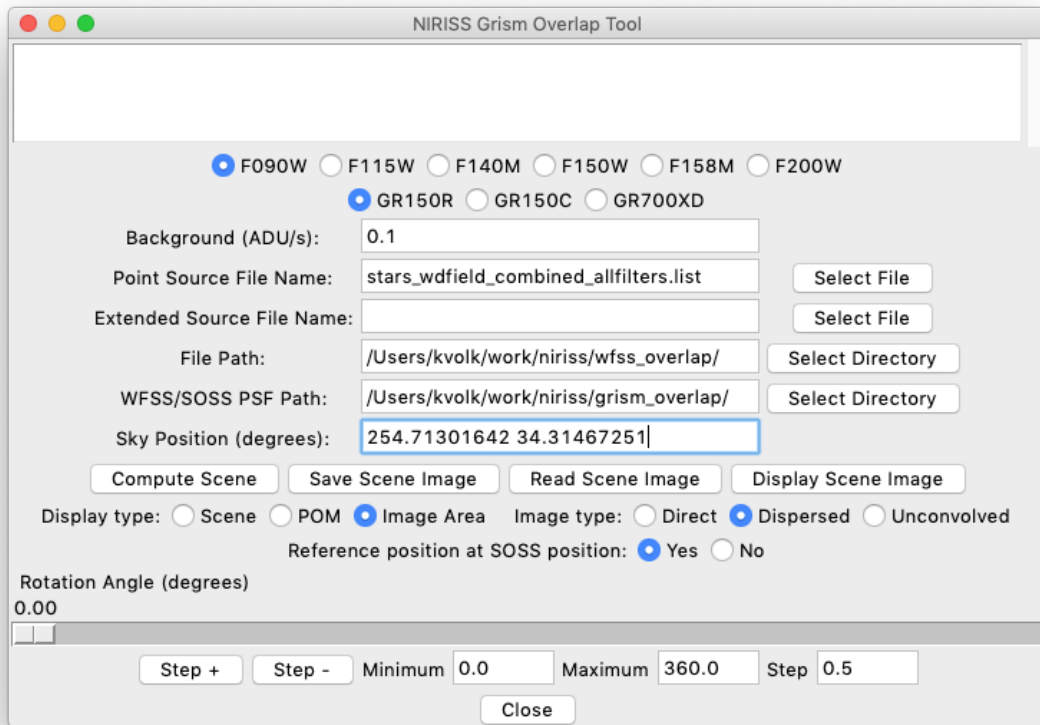 NIRISS Grism Overlap Tool
F090W F115W F140M F150W F158M F200W
GR150R GR150C GR700XD
Background (ADU/s): 0.1
Point Source File Name: stars_wdfield_combined_allfilters.list Select File
Extended Source File Name: Select File
File Path: /Users/kvolk/work/niriss/wfss_overlap/ Select Directory
WFSS/SOSS PSF Path: /Users/kvolk/work/niriss/grism_overlap/ Select Directory
Sky Position (degrees): 254.71301642 34.31467251
Compute Scene Save Scene Image Read Scene Image Display Scene Image
Display type: Scene POM Image Area Image type: Direct Dispersed Unconvolved
Reference position at SOSS position: Yes No
Rotation Angle (degrees)
0.00
Step + Step - Minimum 0.0 Maximum 360.0 Step 0.5
Close